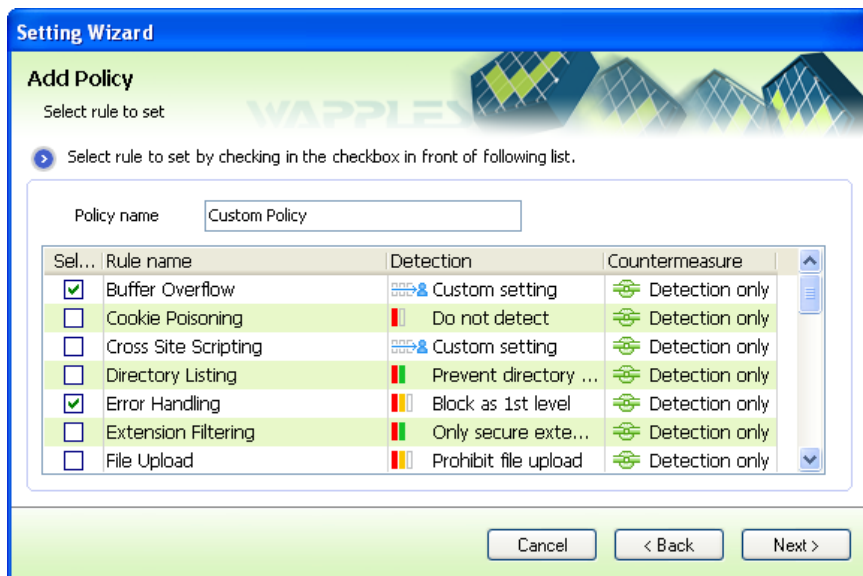 Setting Wizard
Add Policy
Select rule to set
WAPPLES
Select rule to set by checking in the checkbox in front of following list.
Policy name Custom Policy
Sel... Rule name Detection Countermeasure
Buffer Overflow Custom setting Detection only
Cookie Poisoning Do not detect Detection only
Cross Site Scripting Custom setting Detection only
Directory Listing Prevent directory ... Detection only
Error Handling Block as 1st level Detection only
Extension Filtering Only secure exte... Detection only
File Upload Prohibit file upload Detection only
Cancel < Back Next >